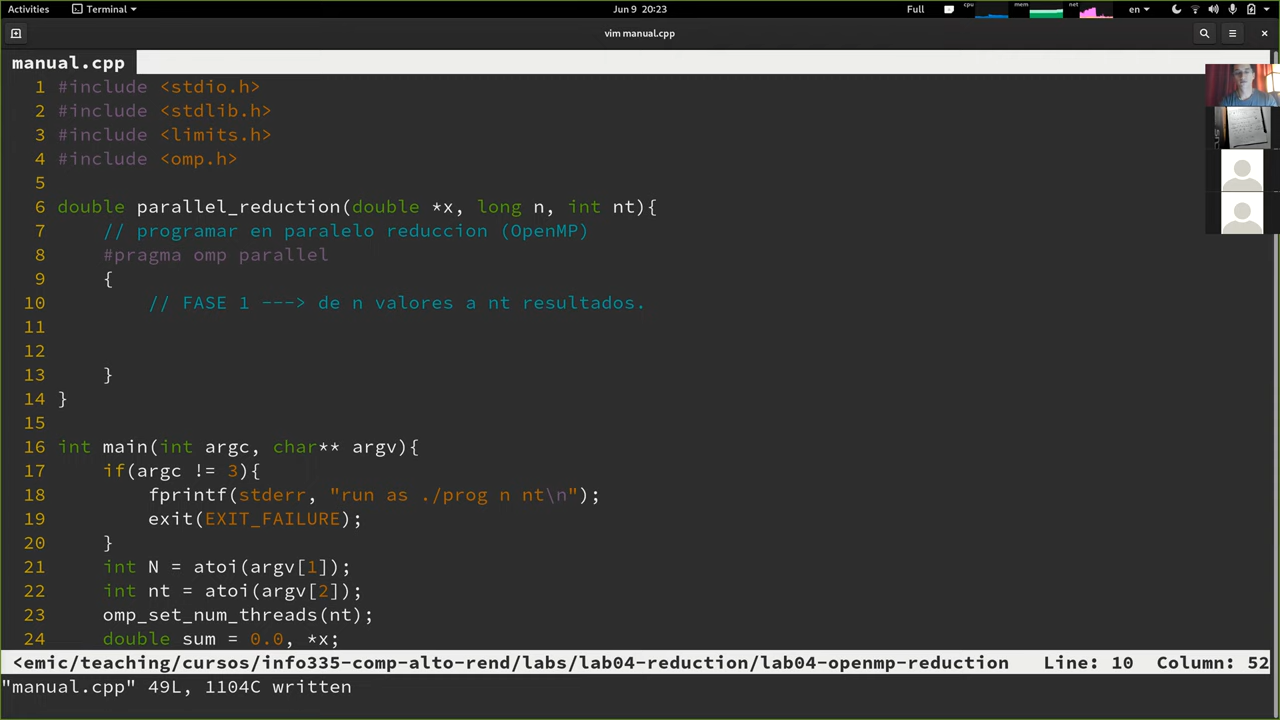 Activities Terminal Jun 9 20:23 Full cpu mem net en
vim manual.cpp
manual.cpp
1 #include <stdio.h>
2 #include <stdlib.h>
3 #include <limits.h>
4 #include <omp.h>
5
6 double parallel_reduction(double *x, long n, int nt){
7 // programar en paralelo reduccion (OpenMP)
8 #pragma omp parallel
9 {
10 // FASE 1 ---> de n valores a nt resultados.
11
12
13 }
14 }
15
16 int main(int argc, char** argv){
17 if(argc != 3){
18 fprintf(stderr, "run as ./prog n nt\n");
19 exit(EXIT_FAILURE);
20 }
21 int N = atoi(argv[1]);
22 int nt = atoi(argv[2]);
23 omp_set_num_threads(nt);
24 double sum = 0.0, *x;
<emic/teaching/cursos/info335-comp-alto-rend/labs/lab04-reduction/lab04-openmp-reduction Line: 10 Column: 52
"manual.cpp" 49L, 1104C written